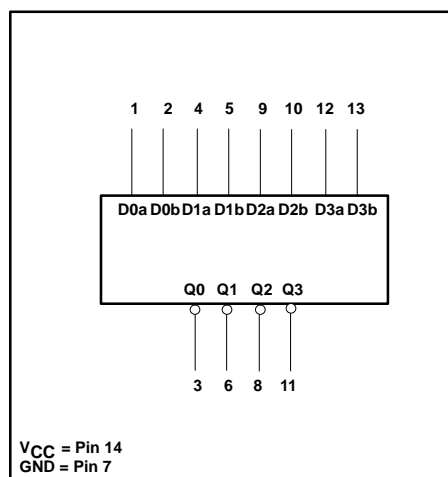 1 2 4 5 9 10 12 13
D0a D0b D1a D1b D2a D2b D3a D3b
Q0 Q1 Q2 Q3
3 6 8 11
VCC = Pin 14
GND = Pin 7